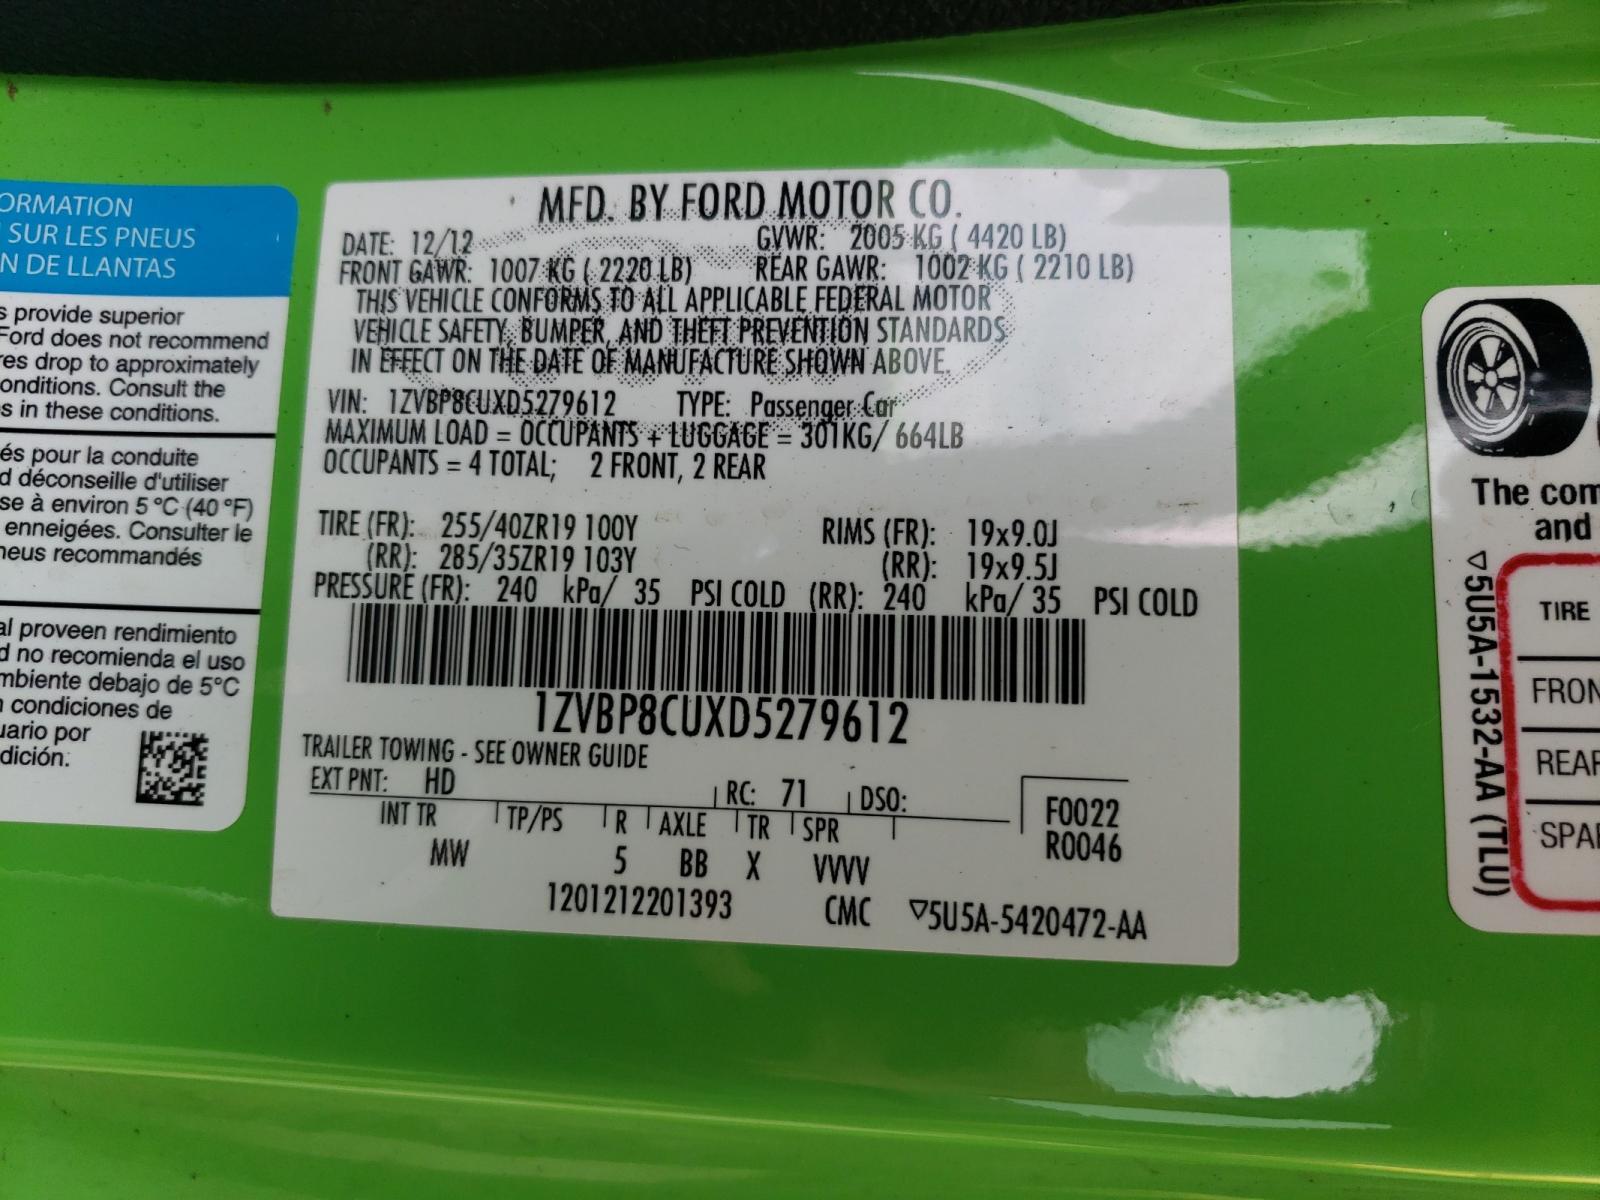 ORMATION
SUR LES PNEUS
N DE LLANTAS
s provide superior
Ford does not recommend
res drop to approximately
onditions. Consult the
s in these conditions.
és pour la conduite
d déconseille d'utiliser
se à environ 5 °C (40 °F)
enneigées. Consulter le
neus recommandés
al proveen rendimiento
d no recomienda el uso
mbiente debajo de 5°C
n condiciones de
uario por
dición.
MFD. BY FORD MOTOR CO.
DATE: 12/12 GVWR: 2005 KG ( 4420 LB)
FRONT GAWR: 1007 KG ( 2220 LB) REAR GAWR: 1002 KG ( 2210 LB)
THIS VEHICLE CONFORMS TO ALL APPLICABLE FEDERAL MOTOR
VEHICLE SAFETY, BUMPER, AND THEFT PREVENTION STANDARDS
IN EFFECT ON THE DATE OF MANUFACTURE SHOWN ABOVE.
VIN: 1ZVBP8CUXD5279612 TYPE: Passenger Car
MAXIMUM LOAD = OCCUPANTS + LUGGAGE = 301KG/ 664LB
OCCUPANTS = 4 TOTAL; 2 FRONT, 2 REAR
TIRE (FR): 255/40ZR19 100Y RIMS (FR): 19x9.0J
(RR): 285/35ZR19 103Y (RR): 19x9.5J
PRESSURE (FR): 240 kPa/ 35 PSI COLD (RR): 240 kPa/ 35 PSI COLD
1ZVBP8CUXD5279612
TRAILER TOWING - SEE OWNER GUIDE
EXT PNT: HD RC: 71 DSO:
INT TR TP/PS R AXLE TR SPR
MW 5 BB X VVVV
F0022
R0046
1201212201393 CMC ▽5U5A-5420472-AA
The com
and
▽5U5A-1532-AA (TLU)
TIRE
FRON
REAR
SPAR